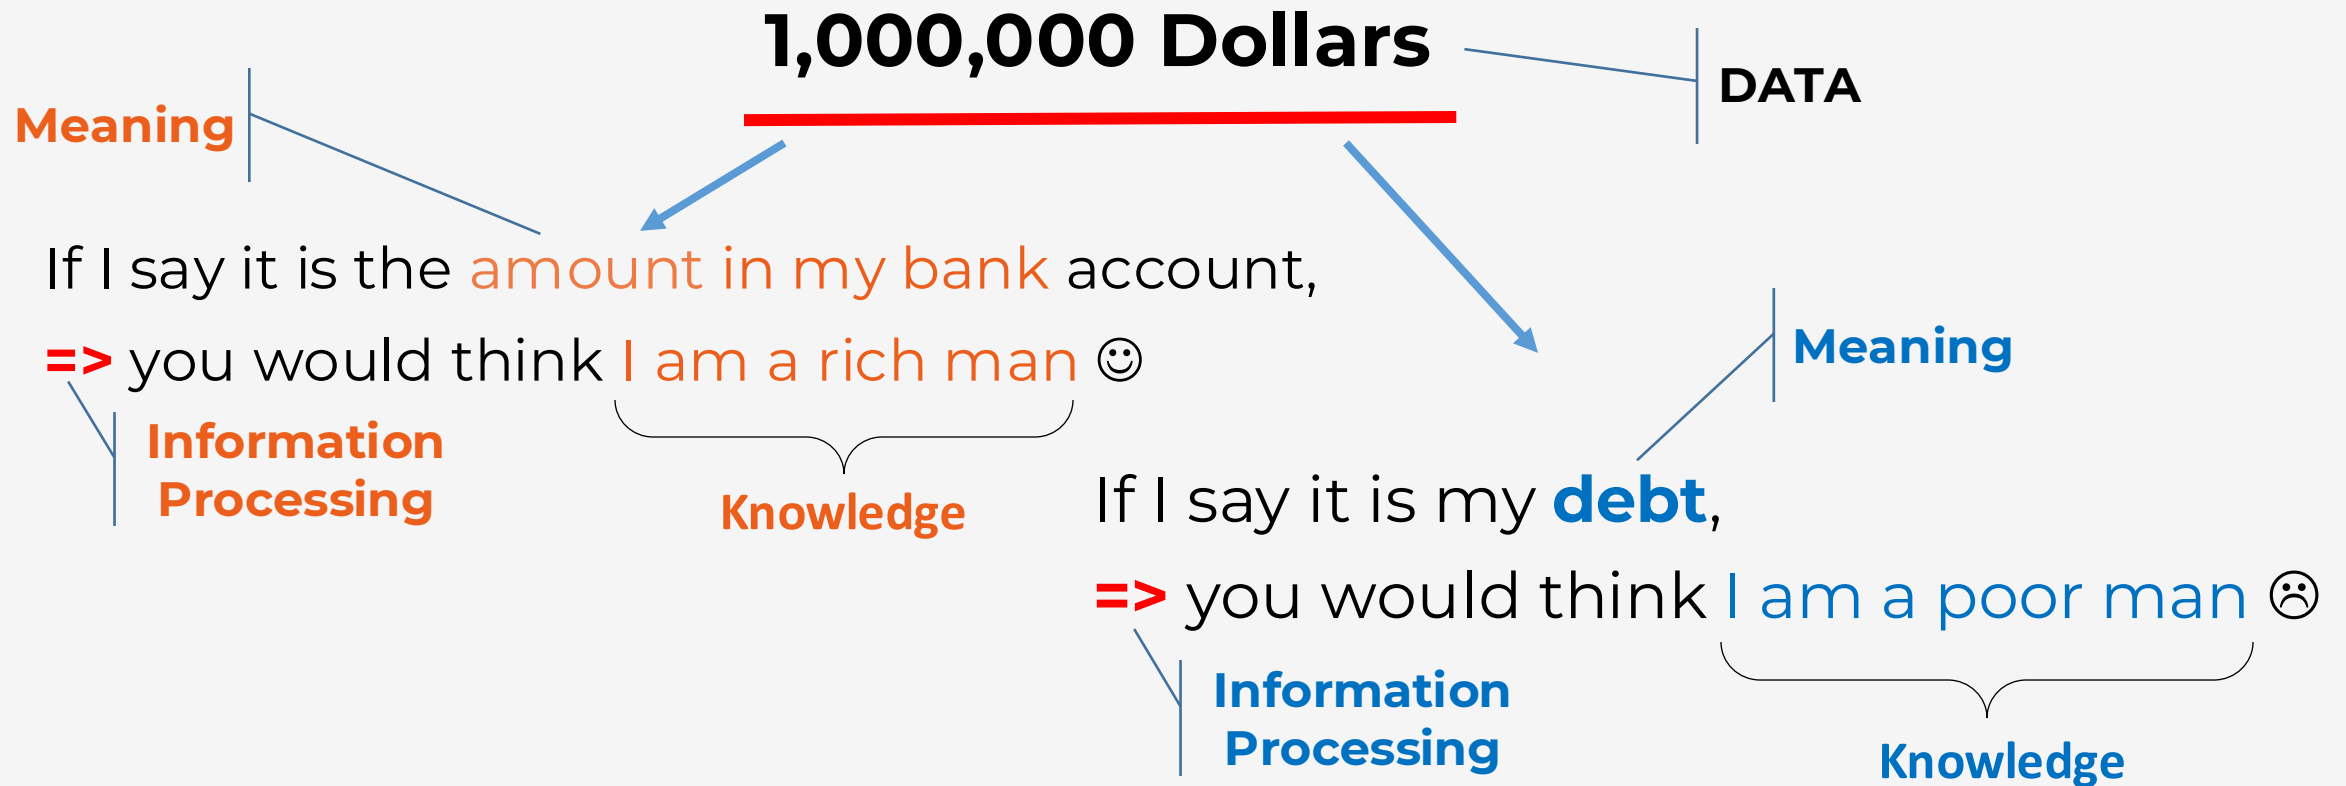 1,000,000 Dollars
DATA
Meaning
If I say it is the amount in my bank account,
=> you would think I am a rich man ☺
Information
Processing
Knowledge
Meaning
If I say it is my debt,
=> you would think I am a poor man ☹
Information
Processing
Knowledge